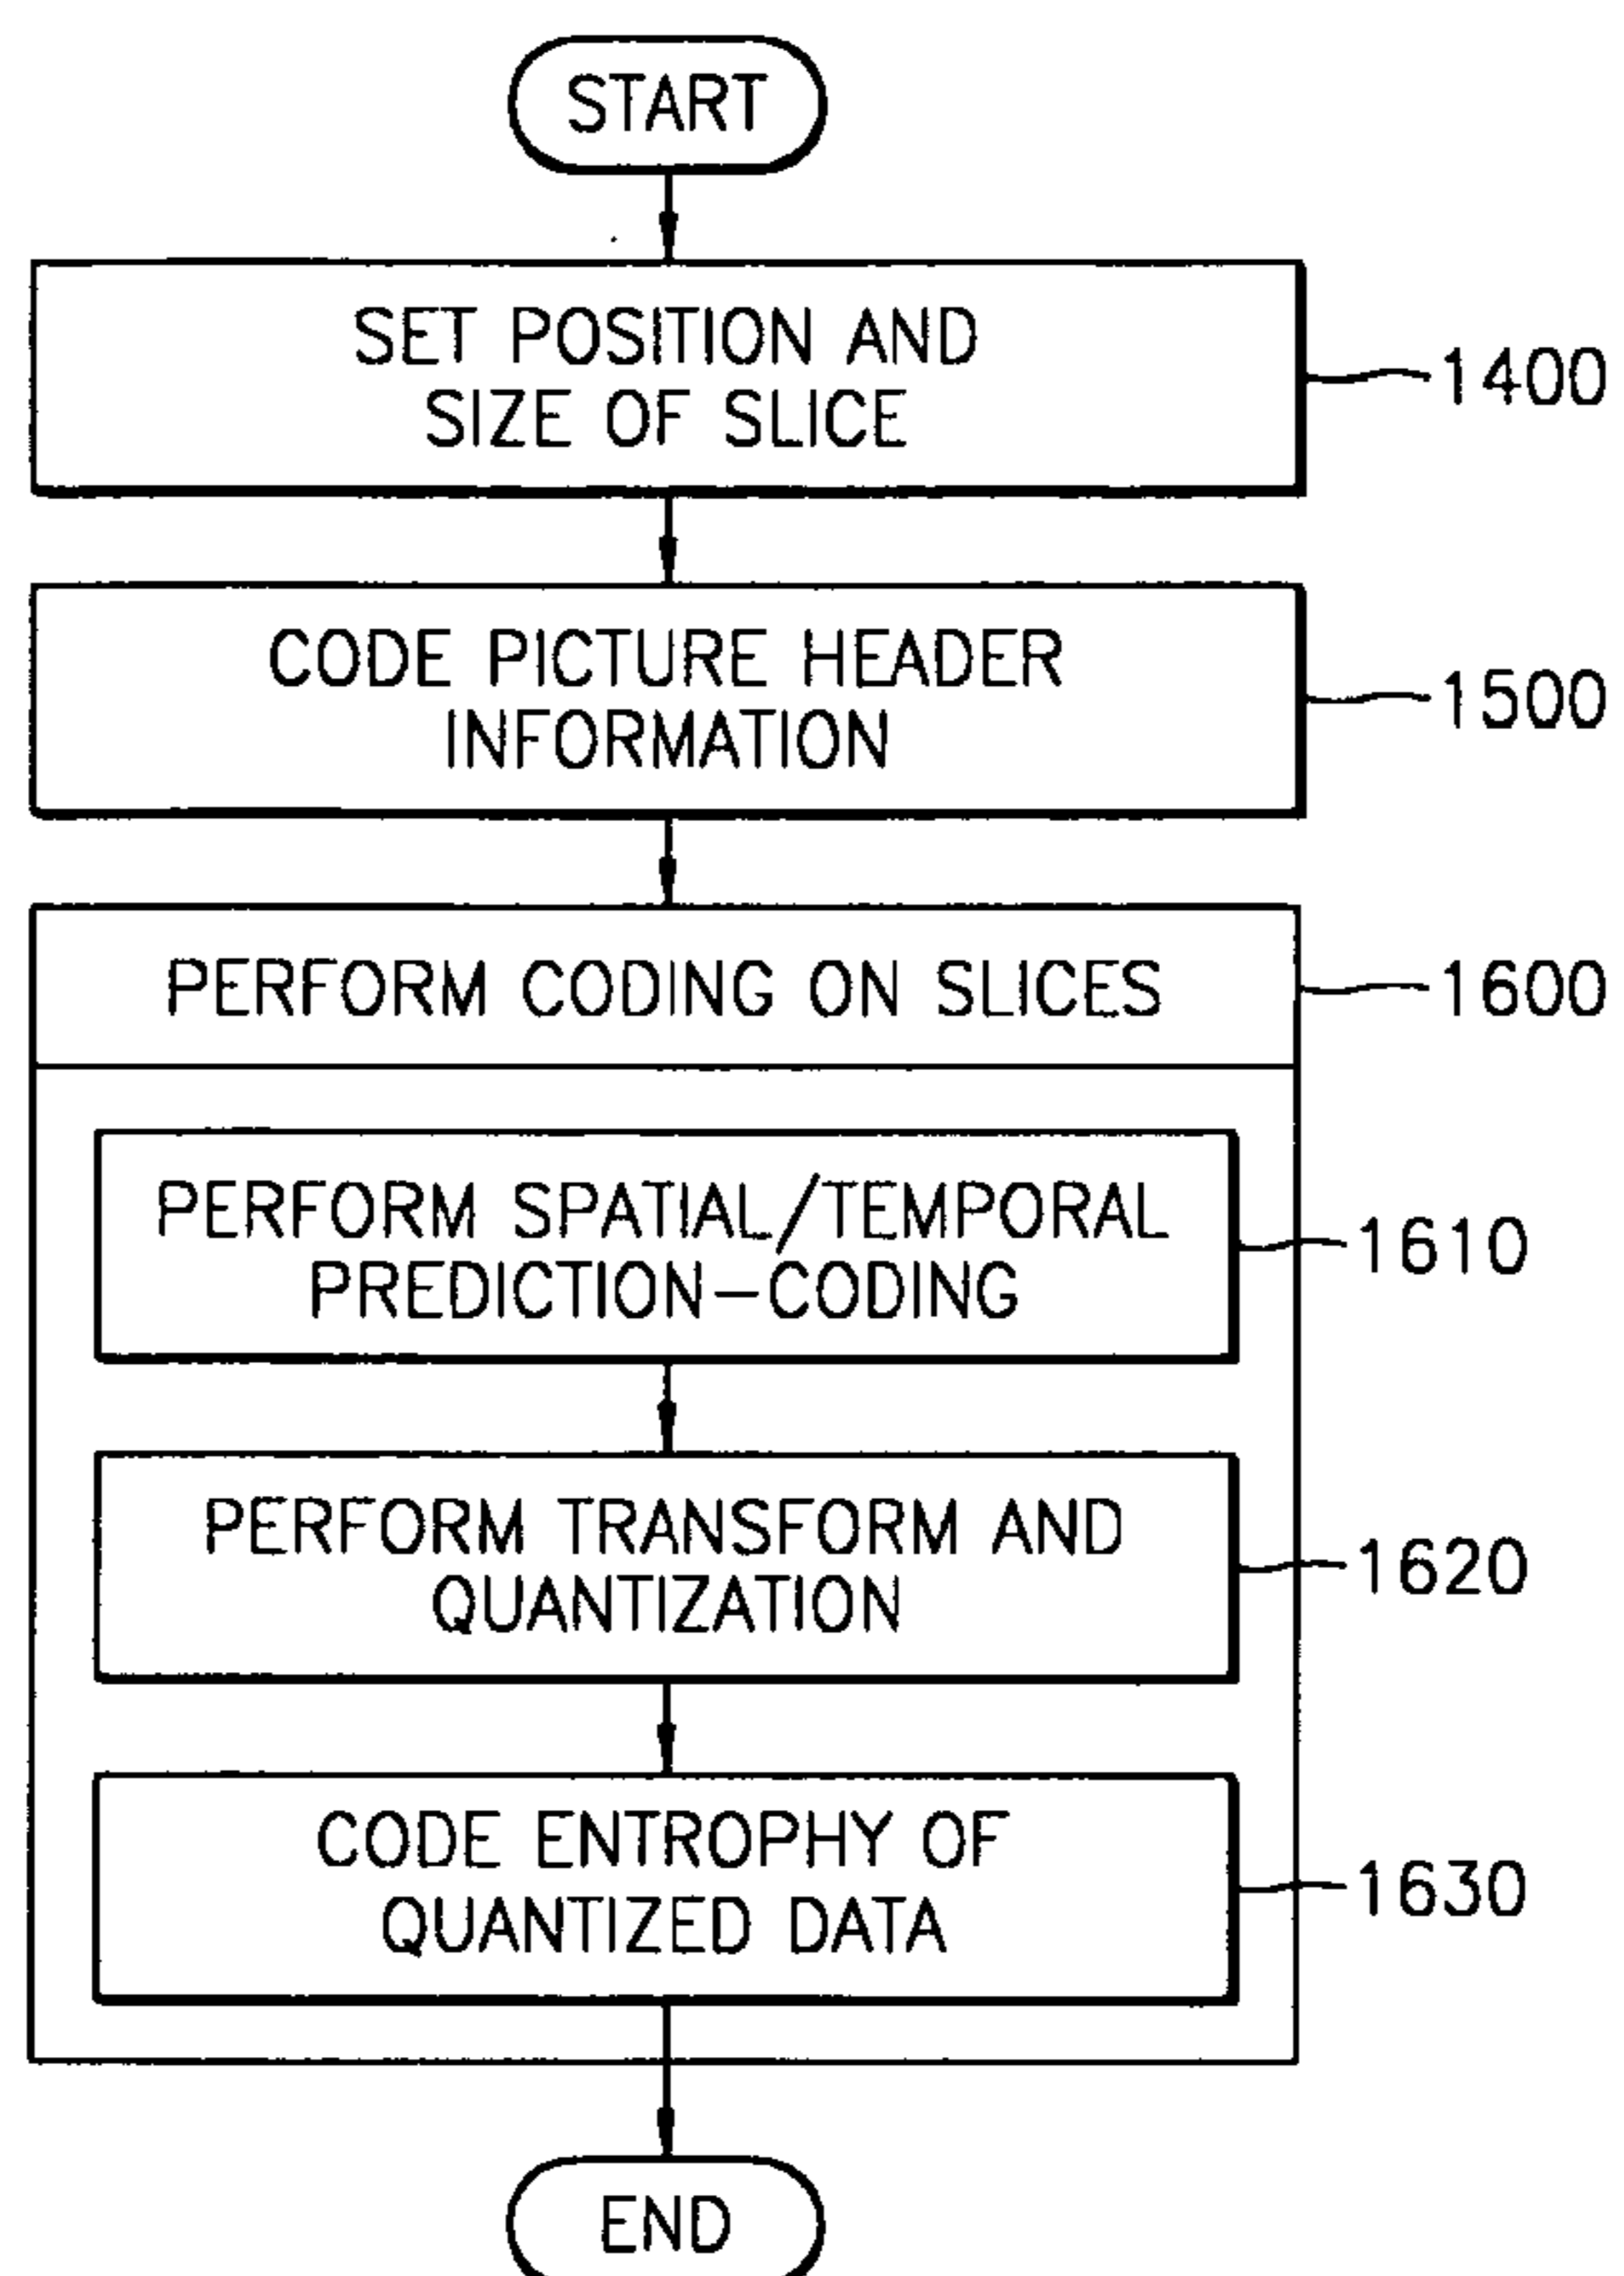 START
SET POSITION AND
SIZE OF SLICE
1400
CODE PICTURE HEADER
INFORMATION
1500
PERFORM CODING ON SLICES
1600
PERFORM SPATIAL/TEMPORAL
PREDICTION-CODING
1610
PERFORM TRANSFORM AND
QUANTIZATION
1620
CODE ENTROPHY OF
QUANTIZED DATA
1630
END